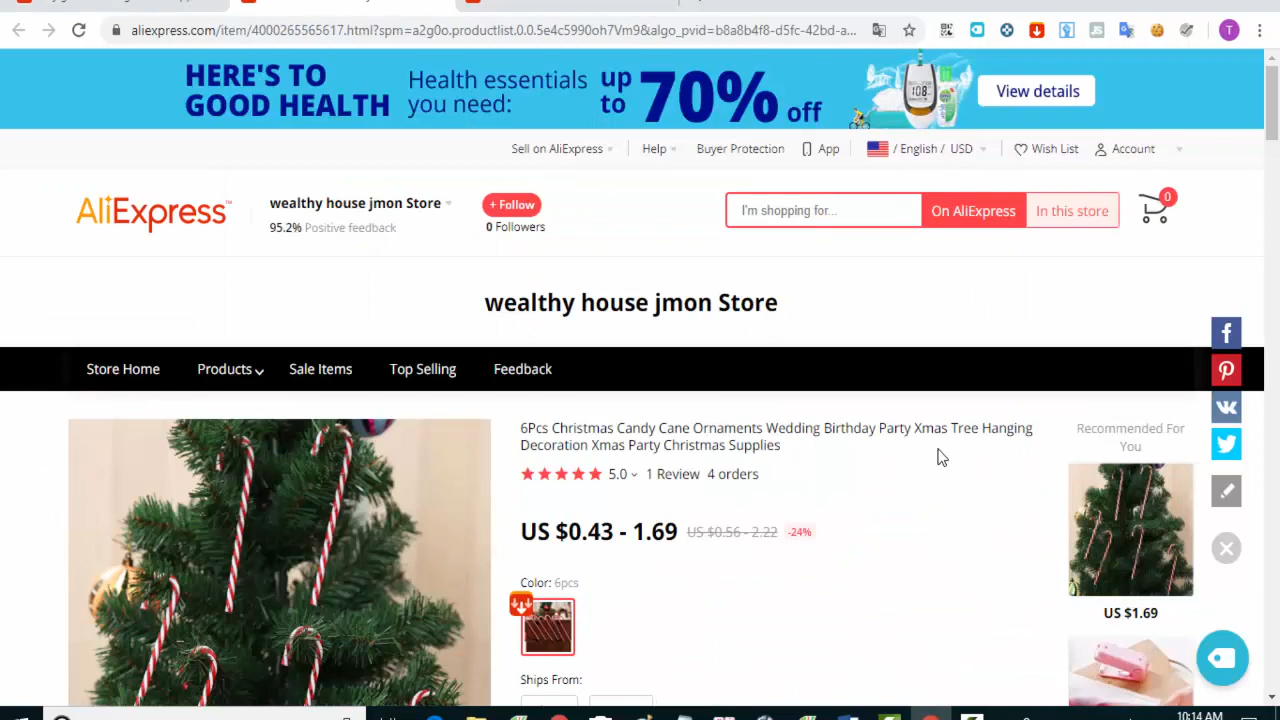 aliexpress.com/item/4000265565617.html?spm=a2g0o.productlist.0.0.5e4c5990oh7Vm9&algo_pvid=b8a8b4f8-d5fc-42bd-a...
T
HERE'S TO
GOOD HEALTH
Health essentials
you need:
up
to
70% off
108
View details
Sell on AliExpress
Help
Buyer Protection
App
/ English / USD
Wish List
Account
AliExpress™
wealthy house jmon Store
95.2% Positive feedback
+ Follow
0 Followers
I'm shopping for...
On AliExpress
In this store
0
wealthy house jmon Store
Store Home
Products
Sale Items
Top Selling
Feedback
6Pcs Christmas Candy Cane Ornaments Wedding Birthday Party Xmas Tree Hanging
Decoration Xmas Party Christmas Supplies
5.0
1 Review
4 orders
US $0.43 - 1.69
US $0.56 - 2.22
-24%
Color: 6pcs
Ships From:
Recommended For
You
US $1.69
10:14 AM